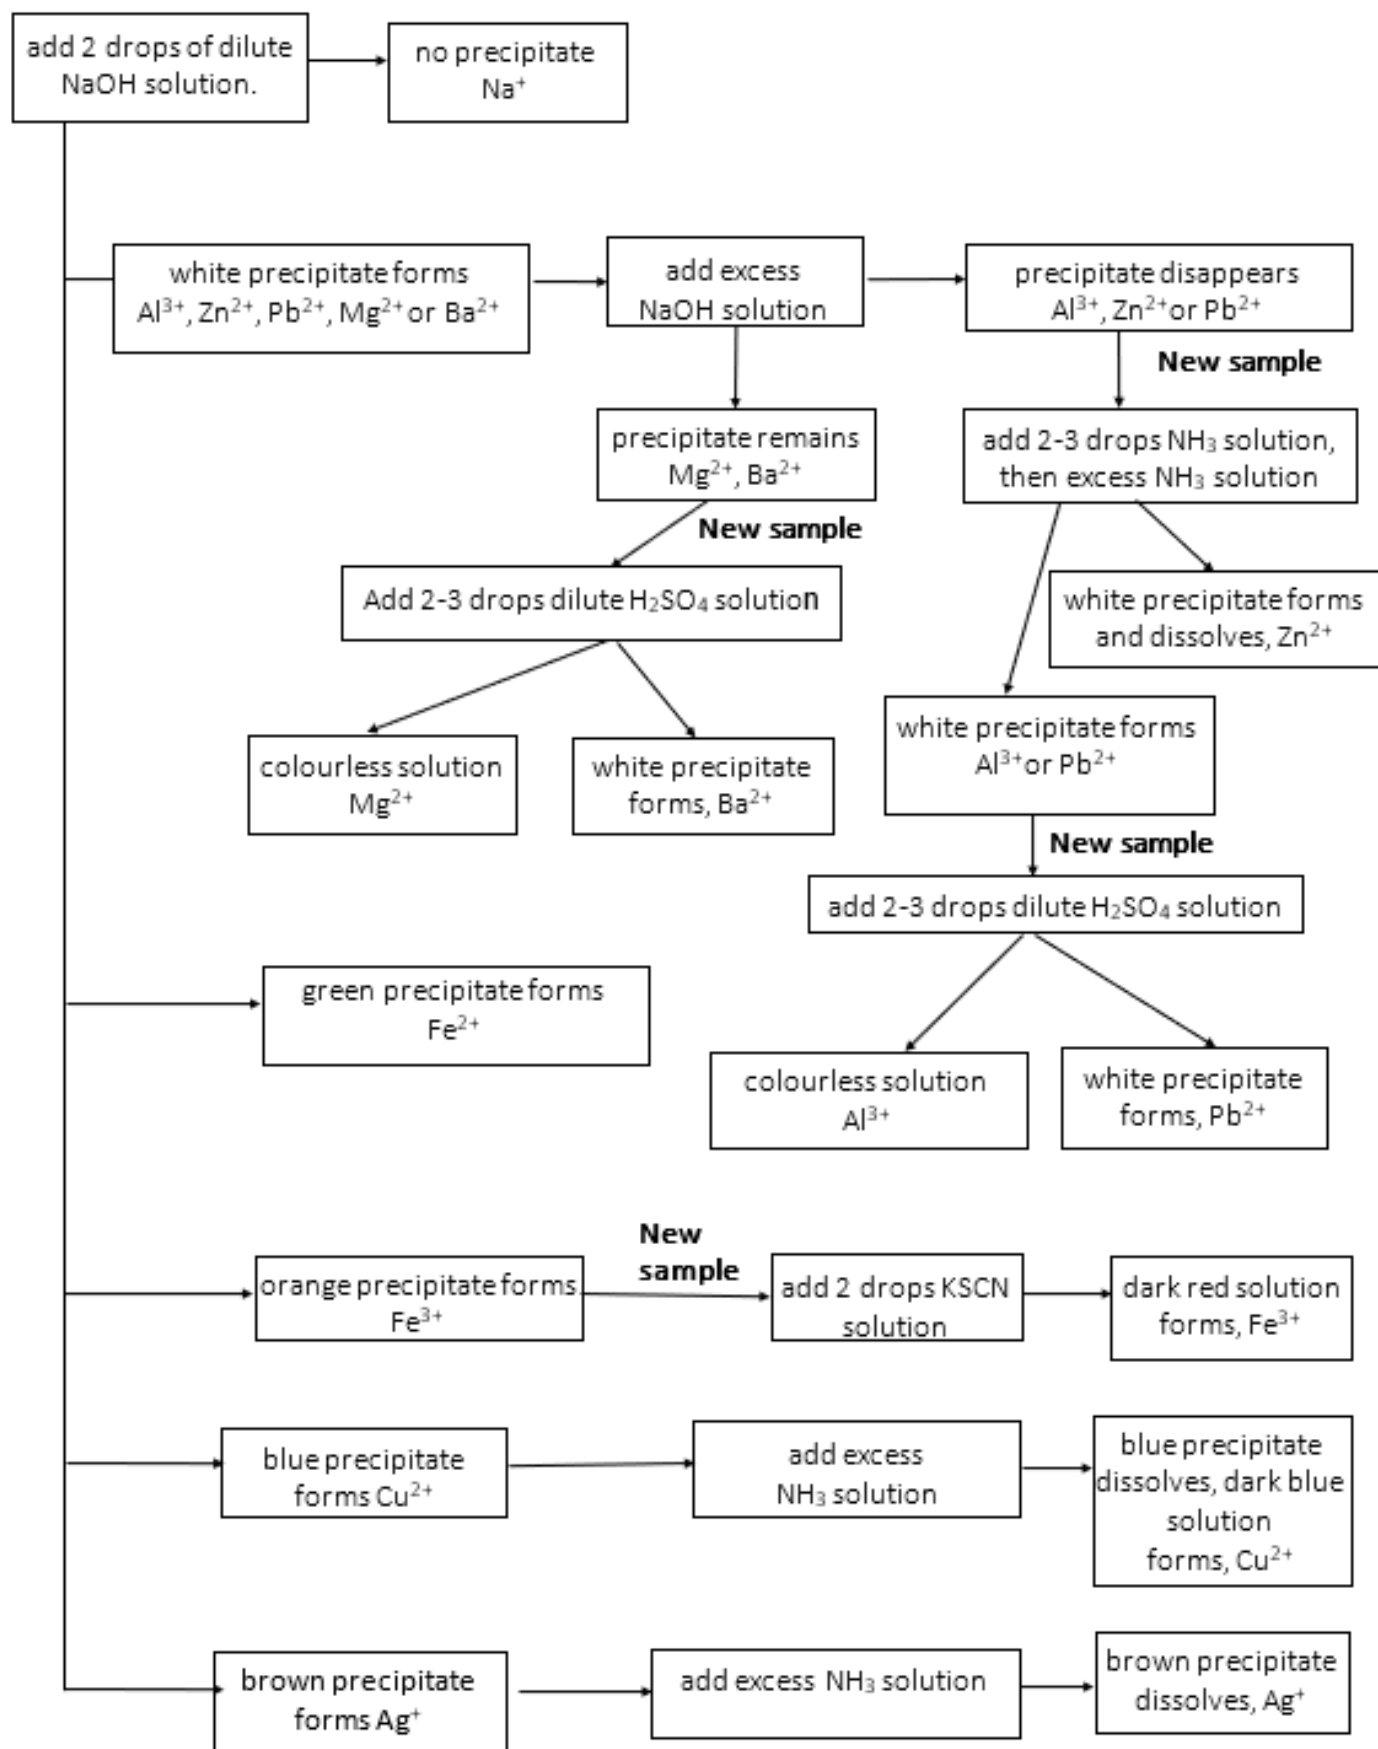 add 2 drops of dilute
NaOH solution.
no precipitate
Na⁺
white precipitate forms
Al³⁺, Zn²⁺, Pb²⁺, Mg²⁺ or Ba²⁺
add excess
NaOH solution
precipitate disappears
Al³⁺, Zn²⁺ or Pb²⁺
New sample
precipitate remains
Mg²⁺, Ba²⁺
add 2-3 drops NH₃ solution,
then excess NH₃ solution
New sample
Add 2-3 drops dilute H₂SO₄ solution
white precipitate forms
and dissolves, Zn²⁺
colourless solution
Mg²⁺
white precipitate
forms, Ba²⁺
white precipitate forms
Al³⁺ or Pb²⁺
New sample
add 2-3 drops dilute H₂SO₄ solution
green precipitate forms
Fe²⁺
colourless solution
Al³⁺
white precipitate
forms, Pb²⁺
orange precipitate forms
Fe³⁺
New
sample
add 2 drops KSCN
solution
dark red solution
forms, Fe³⁺
blue precipitate
forms Cu²⁺
add excess
NH₃ solution
blue precipitate
dissolves, dark blue
solution
forms, Cu²⁺
brown precipitate
forms Ag⁺
add excess NH₃ solution
brown precipitate
dissolves, Ag⁺